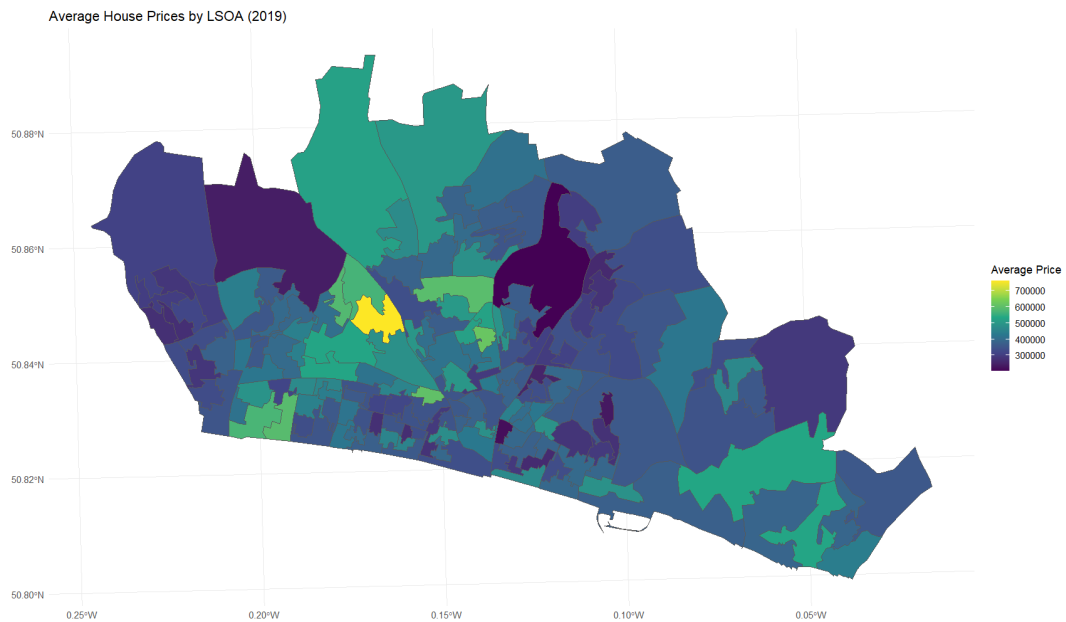 Average House Prices by LSOA (2019)
50.88°N
50.86°N
50.84°N
50.82°N
50.80°N
0.25°W
0.20°W
0.15°W
0.10°W
0.05°W
Average Price
700000
600000
500000
400000
300000